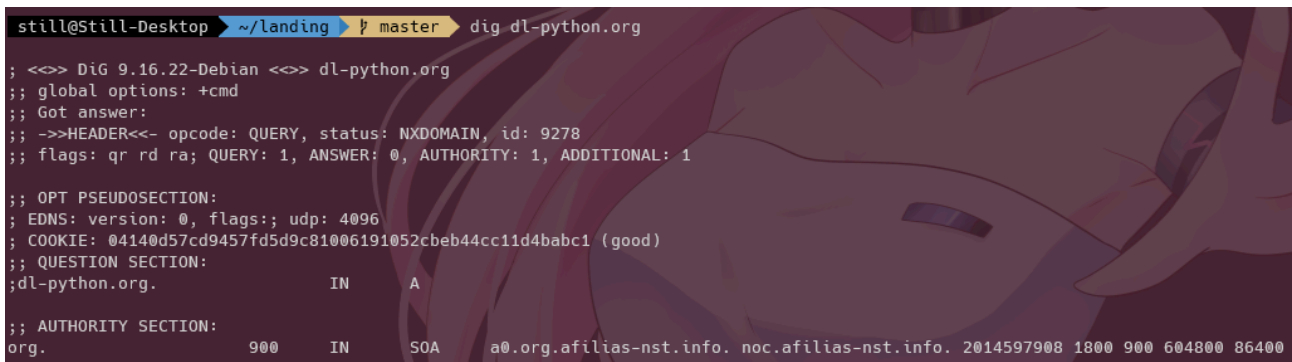 still@Still-Desktop ~/landing master dig dl-python.org
; <<>> DiG 9.16.22-Debian <<>> dl-python.org
;; global options: +cmd
;; Got answer:
;; ->>HEADER<<- opcode: QUERY, status: NXDOMAIN, id: 9278
;; flags: qr rd ra; QUERY: 1, ANSWER: 0, AUTHORITY: 1, ADDITIONAL: 1
;; OPT PSEUDOSECTION:
; EDNS: version: 0, flags:; udp: 4096
; COOKIE: 04140d57cd9457fd5d9c81006191052cbeb44cc11d4babc1 (good)
;; QUESTION SECTION:
;dl-python.org. IN A
;; AUTHORITY SECTION:
org. 900 IN SOA a0.org.afilias-nst.info. noc.afilias-nst.info. 2014597908 1800 900 604800 86400